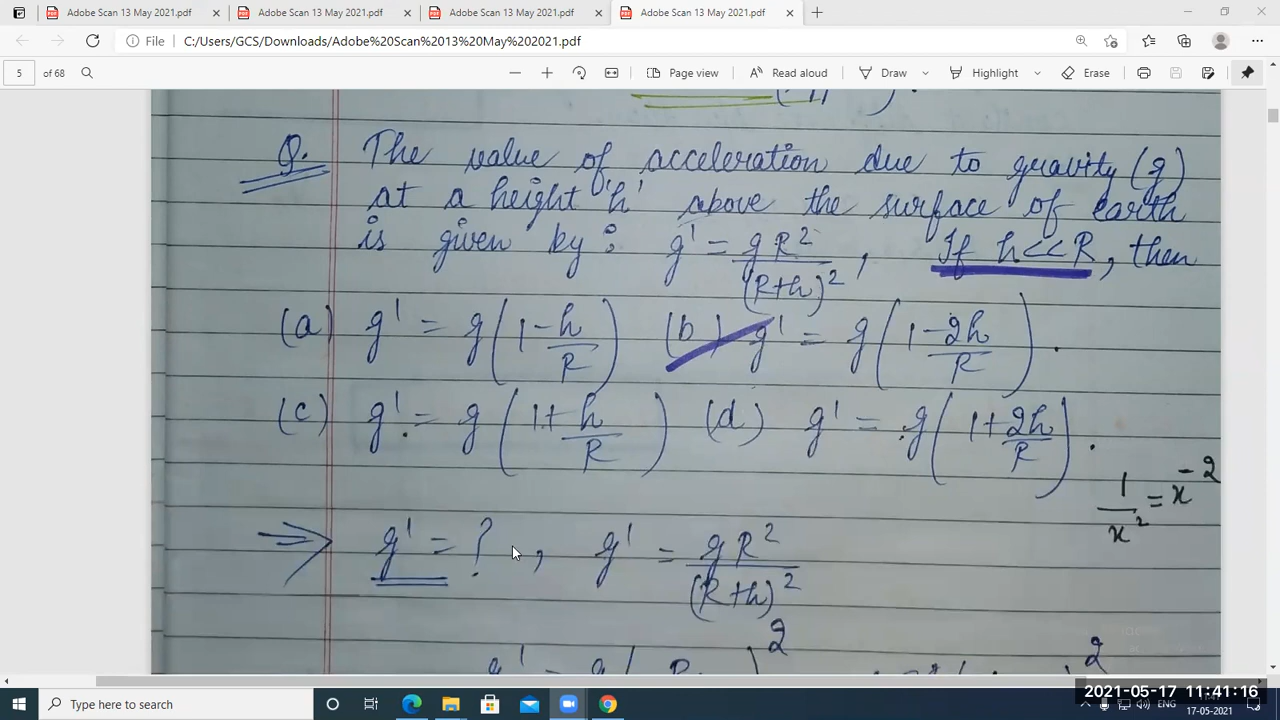 Adobe Scan 13 May 2021.pdf
Adobe Scan 13 May 2021.pdf
Adobe Scan 13 May 2021.pdf
Adobe Scan 13 May 2021.pdf
File C:/Users/GCS/Downloads/Adobe%20Scan%2013%20May%202021.pdf
5 of 68 Page view Read aloud Draw Highlight Erase
Q. The value of acceleration due to gravity (g)
at a height 'h' above the surface of earth
is given by : g' = gR²/(R+h)², If h<<R, then
(a) g' = g(1-h/R) (b) g' = g(1-2h/R).
(c) g' = g(1+h/R) (d) g' = g(1+2h/R).
1/x² = x⁻²
⇒ g' = ?, g' = gR²/(R+h)²
2 2
2021-05-17 11:41:16
Type here to search ENG 17-05-2021